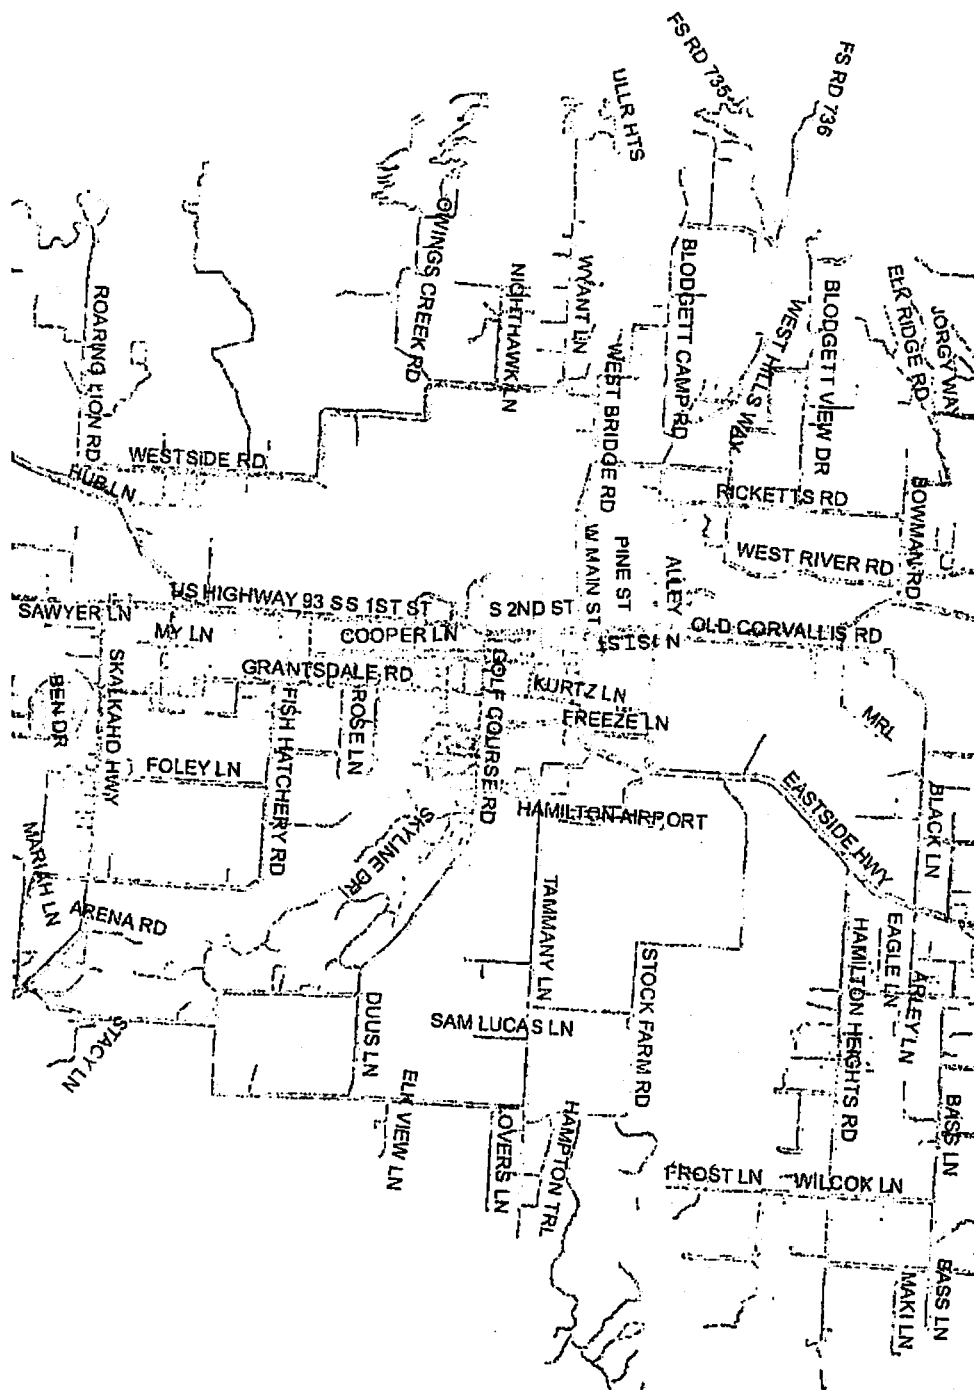 FS RD 735
FS RD 736
ULLR HTS
OWINGS CREEK RD
NIGHTHAWK LN
WYANT LN
BLODGETT CAMP RD
WEST HILLS WAY
BLODGETT VIEW DR
ELK RIDGE RD
JORGY WAY
ROARING LION RD
WEST BRIDGE RD
WESTSIDE RD
HUB LN
RICKETTS RD
BOWMAN RD
W MAIN ST
PINE ST
ALLEY
WEST RIVER RD
SAWYER LN
US HIGHWAY 93 S S 1ST ST
S 2ND ST
MY LN
COOPER LN
OLD CORVALLIS RD
GRANTSDALE RD
SKALKAHO HWY
BEN DR
FISH HATCHERY RD
ROSE LN
GOLF COURSE RD
KURTZ LN
FREEZE LN
MRL
FOLEY LN
HAMILTON AIRPORT
EASTSIDE HWY
BLACK LN
SKYLINE DR
MARIAH LN
ARENA RD
TAMMANY LN
STOCK FARM RD
HAMILTON HEIGHTS RD
EAGLE LN
ARLEY LN
STACY LN
DUUS LN
SAM LUCAS LN
ELK VIEW LN
LOVERS LN
HAMPTON TRL
BASS LN
FROST LN
WILCOX LN
BASS LN
MAKI LN